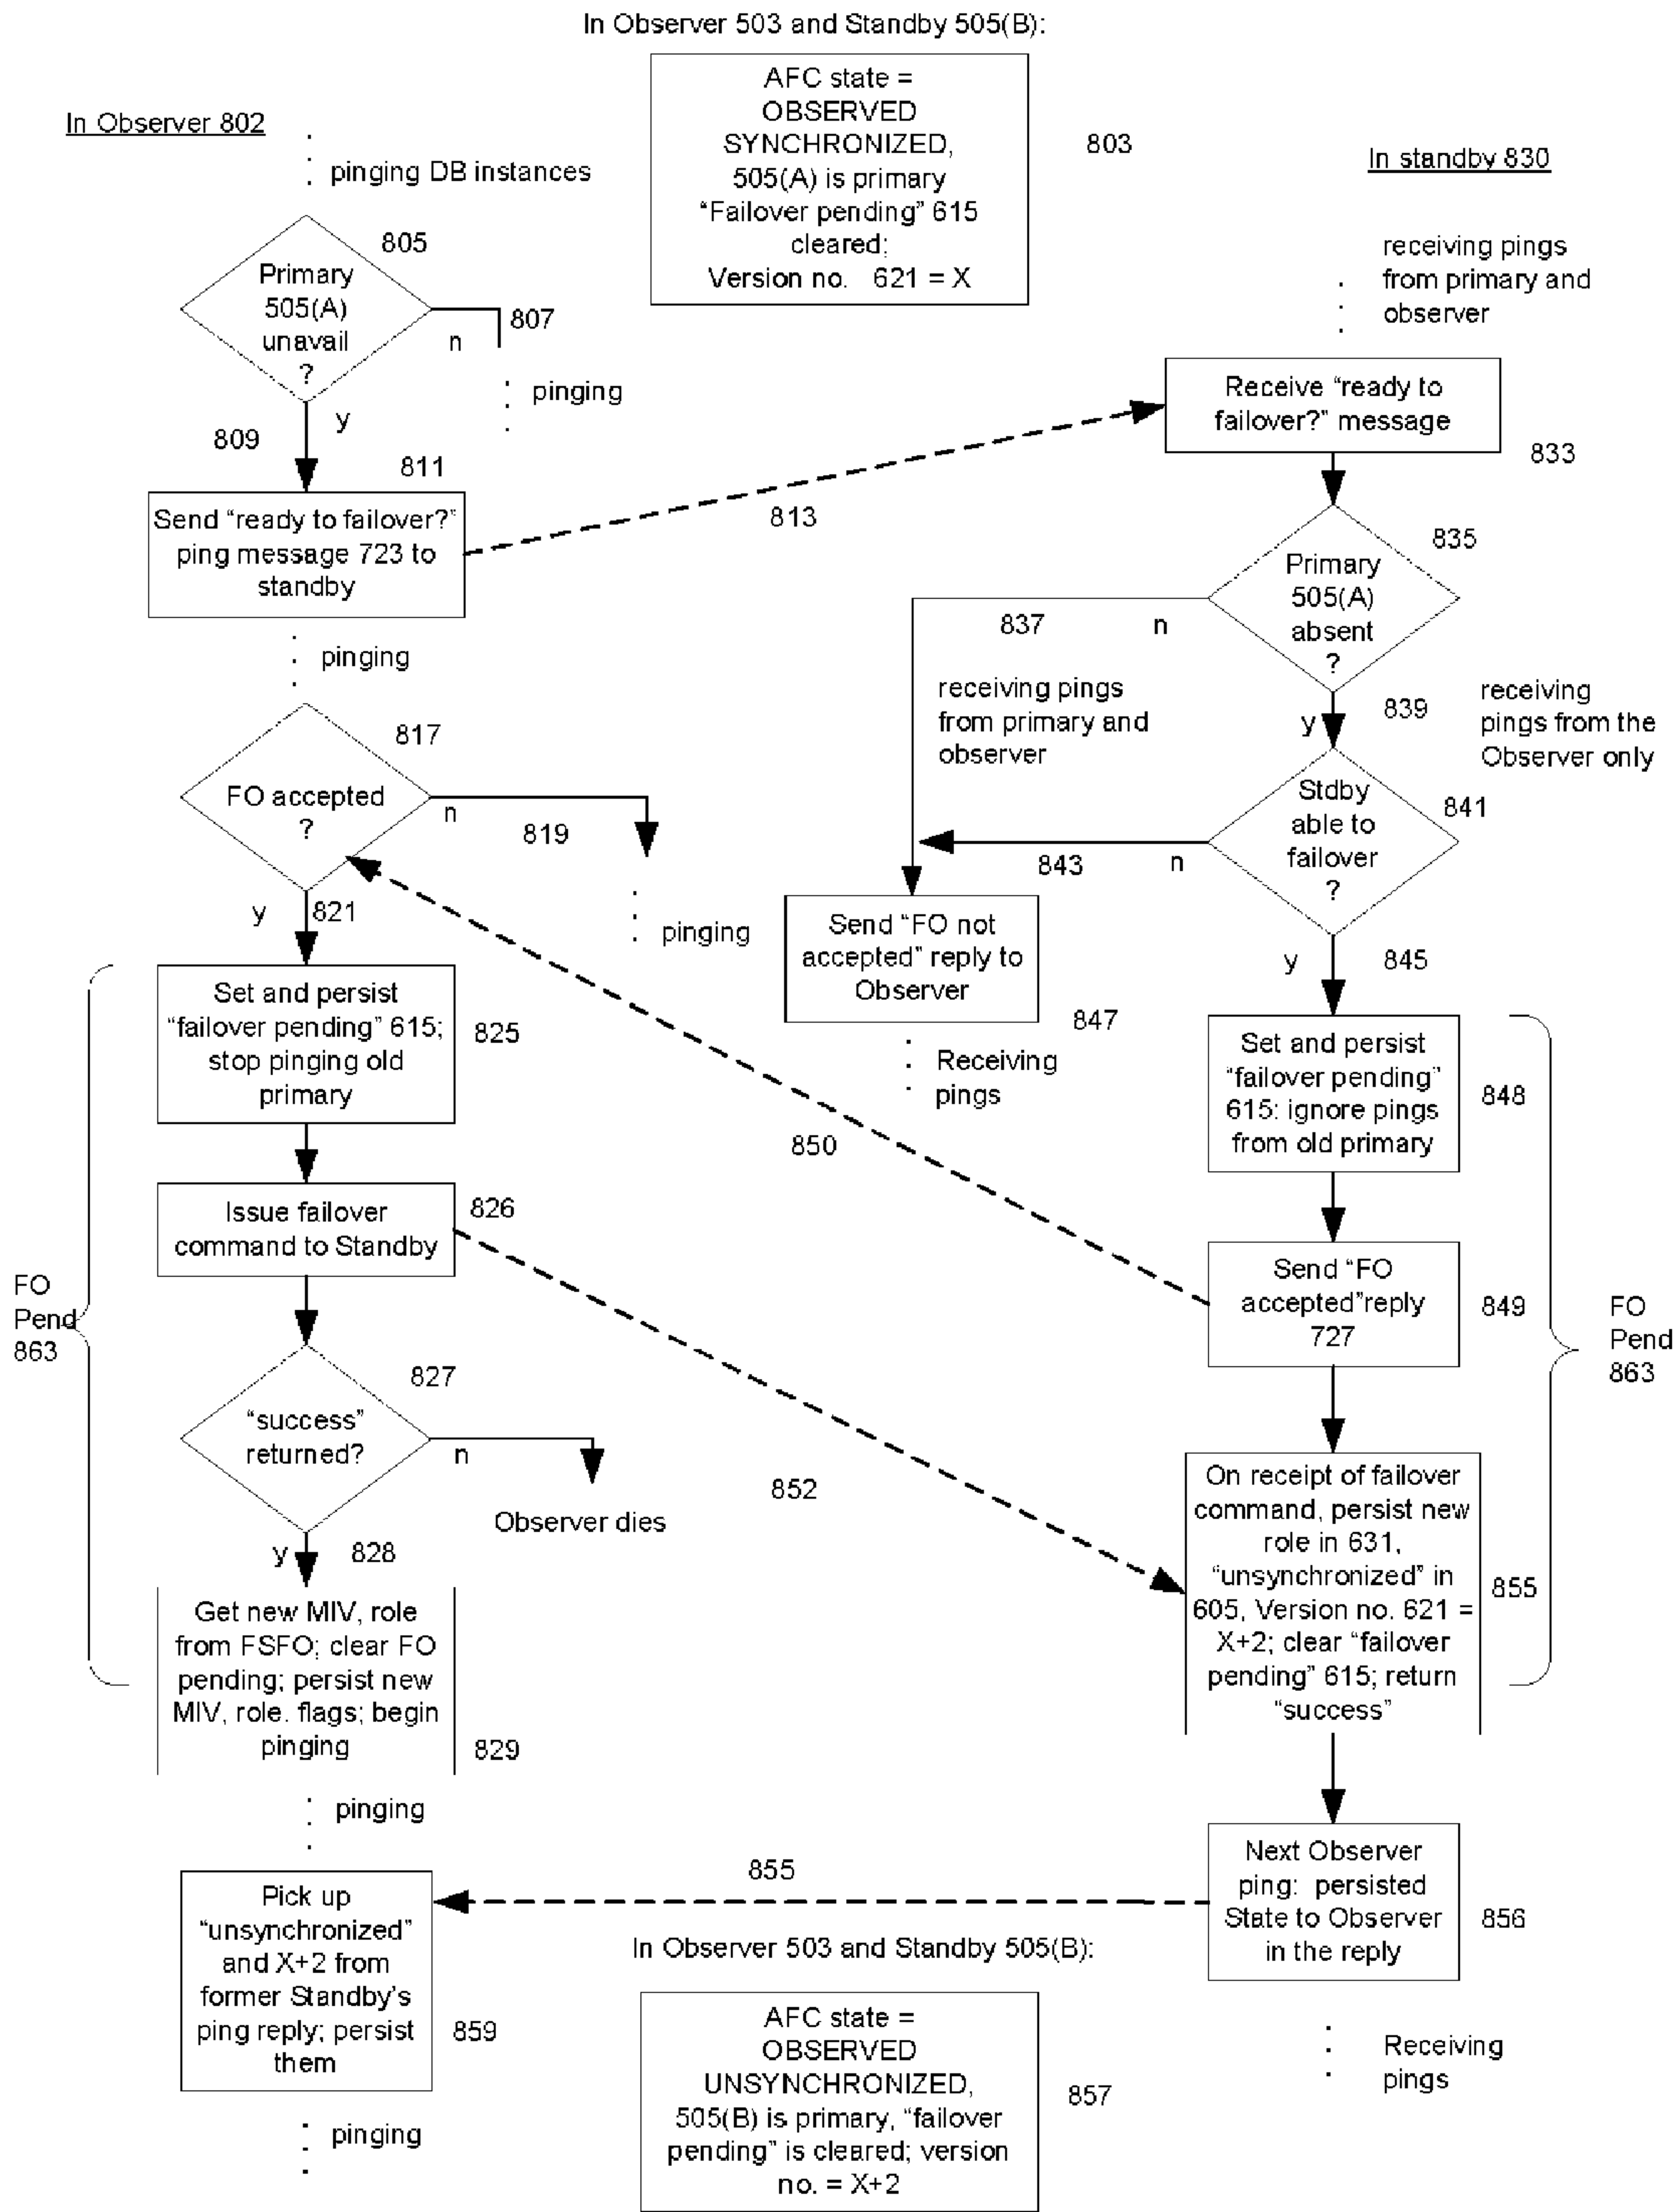 In Observer 503 and Standby 505(B):
AFC state =
OBSERVED
SYNCHRONIZED,
505(A) is primary
“Failover pending” 615
cleared;
Version no. 621 = X
803
In Observer 802
pinging DB instances
805
Primary
505(A)
unavail
?
n
807
pinging
y
809
811
Send “ready to failover?”
ping message 723 to
standby
813
pinging
817
FO accepted
?
n
819
pinging
y
821
Set and persist
“failover pending” 615;
stop pinging old
primary
825
Issue failover
command to Standby
826
FO
Pend
863
827
“success”
returned?
n
Observer dies
y
828
Get new MIV, role
from FSFO; clear FO
pending; persist new
MIV, role. flags; begin
pinging
829
pinging
Pick up
“unsynchronized”
and X+2 from
former Standby’s
ping reply; persist
them
859
pinging
In standby 830
receiving pings
from primary and
observer
Receive “ready to
failover?” message
833
835
Primary
505(A)
absent
?
837
n
receiving pings
from primary and
observer
y
839
receiving
pings from the
Observer only
Stdby
able to
failover
?
841
843
n
Send “FO not
accepted” reply to
Observer
847
Receiving
pings
y
845
Set and persist
“failover pending”
615: ignore pings
from old primary
848
850
Send “FO
accepted”reply
727
849
FO
Pend
863
852
On receipt of failover
command, persist new
role in 631,
“unsynchronized” in
605, Version no. 621 =
X+2; clear “failover
pending” 615; return
“success”
855
Next Observer
ping: persisted
State to Observer
in the reply
856
855
Receiving
pings
In Observer 503 and Standby 505(B):
AFC state =
OBSERVED
UNSYNCHRONIZED,
505(B) is primary, “failover
pending” is cleared; version
no. = X+2
857